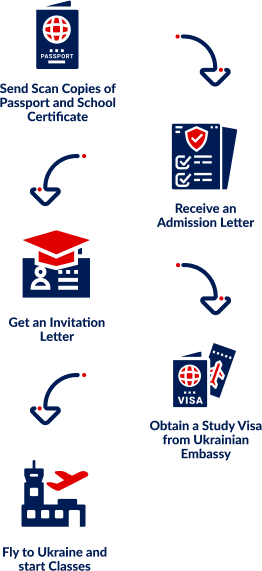 PASSPORT
Send Scan Copies of
Passport and School
Certificate
Receive an
Admission Letter
Get an Invitation
Letter
VISA
Obtain a Study Visa
from Ukrainian
Embassy
Fly to Ukraine and
start Classes